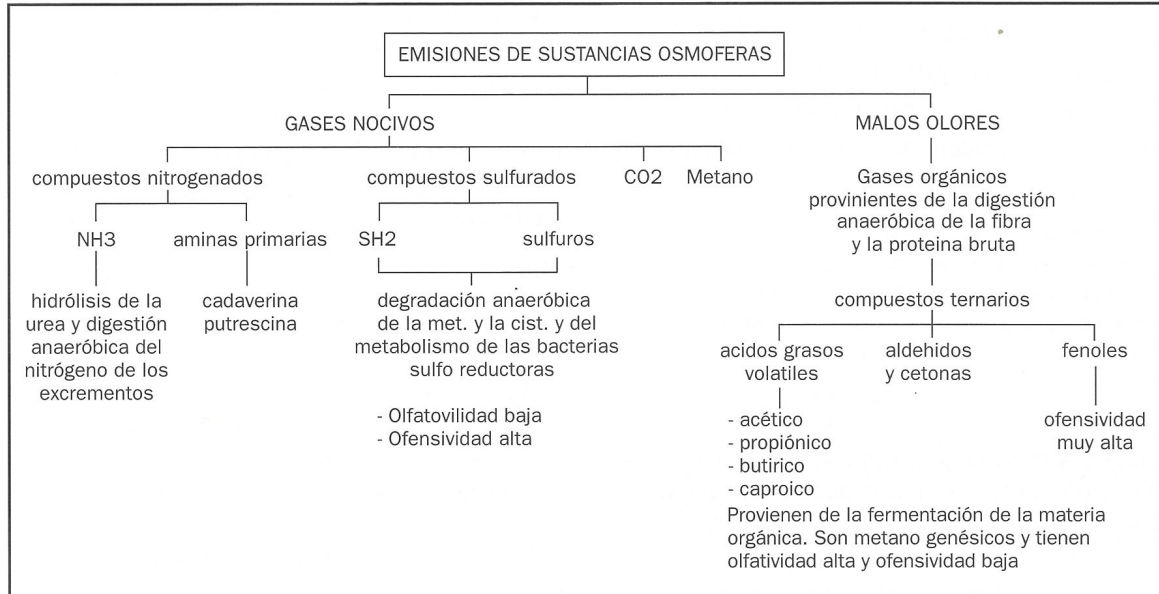 EMISIONES DE SUSTANCIAS OSMOFERAS
GASES NOCIVOS
MALOS OLORES
compuestos nitrogenados
compuestos sulfurados
CO2
Metano
Gases orgánicos
provinientes de la digestión
anaeróbica de la fibra
y la proteina bruta
NH3
aminas primarias
SH2
sulfuros
hidrólisis de la
urea y digestión
anaeróbica del
nitrógeno de los
excrementos
cadaverina
putrescina
degradación anaeróbica
de la met. y la cist. y del
metabolismo de las bacterias
sulfo reductoras
- Olfatovilidad baja
- Ofensividad alta
compuestos ternarios
acidos grasos
volatiles
aldehidos
y cetonas
fenoles
- acético
- propiónico
- butirico
- caproico
ofensividad
muy alta
Provienen de la fermentación de la materia
orgánica. Son metano genésicos y tienen
olfatividad alta y ofensividad baja